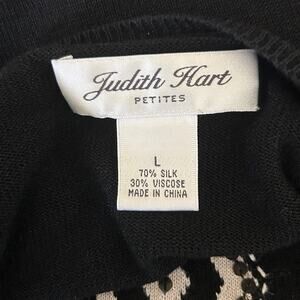 Judith Hart
PETITES
L
70% SILK
30% VISCOSE
MADE IN CHINA